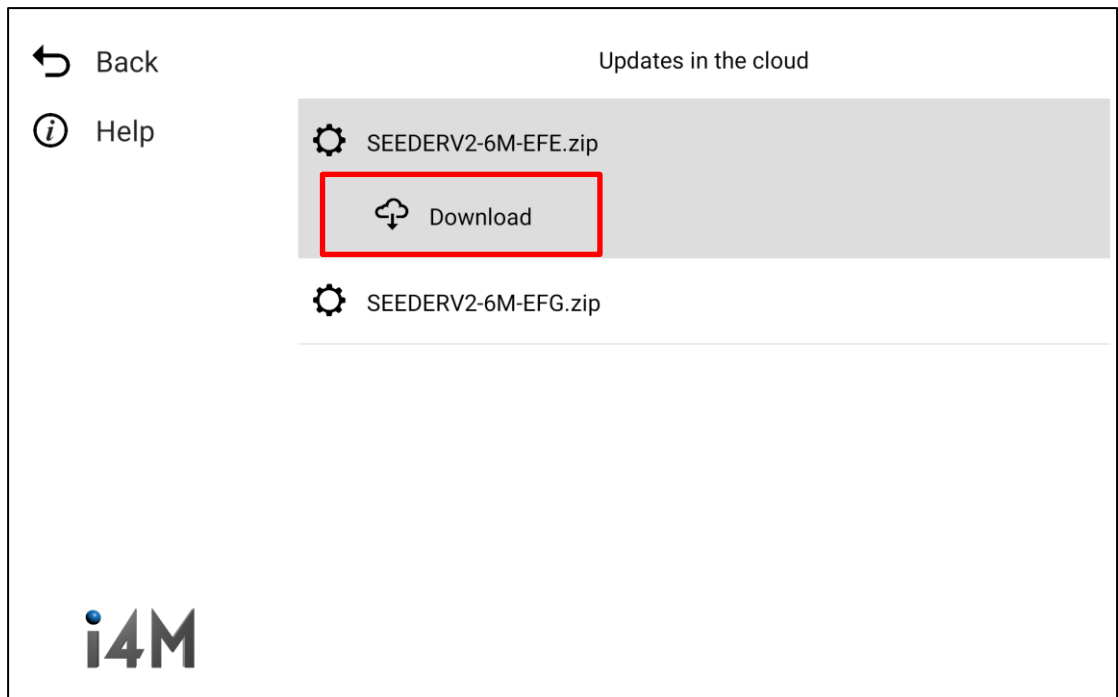 Back
Updates in the cloud
Help
SEEDERV2-6M-EFE.zip
Download
SEEDERV2-6M-EFG.zip
i4M